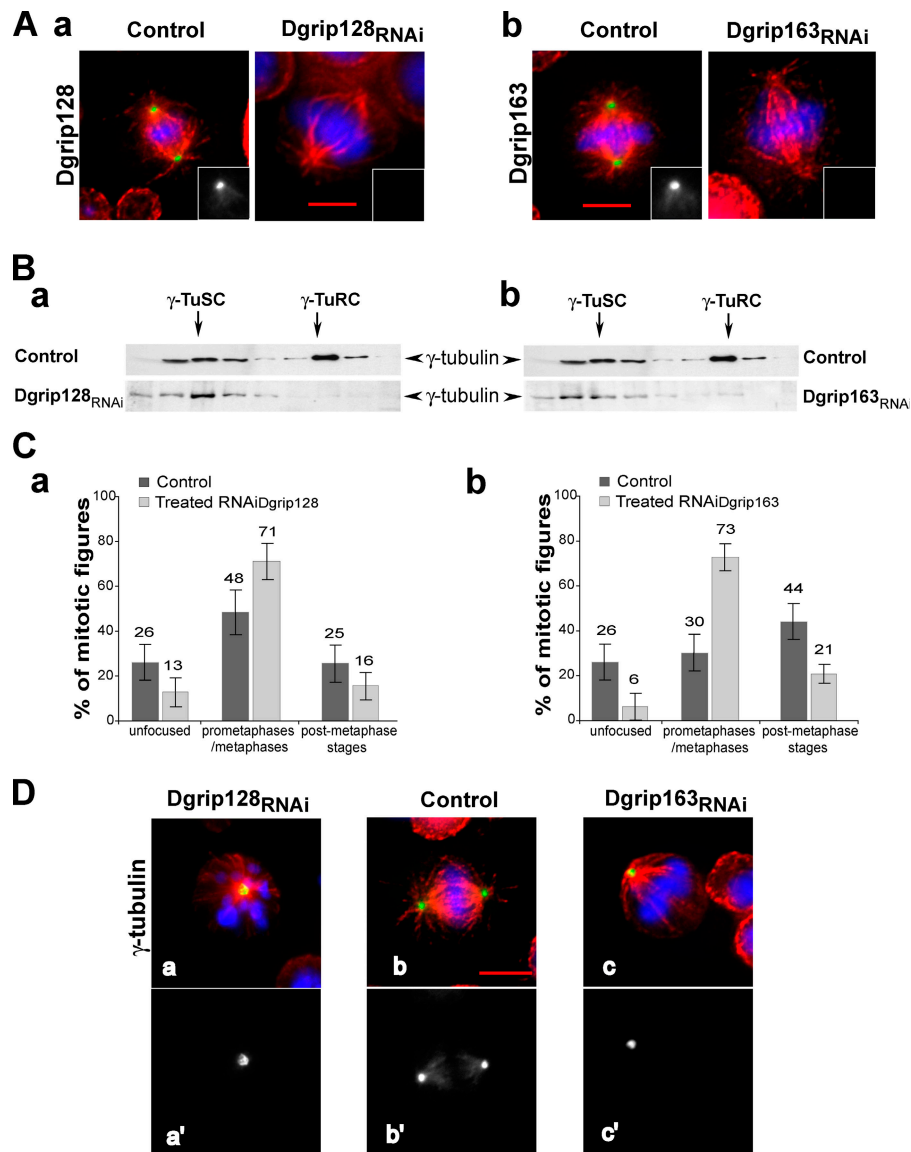 A
a
Control
Dgrip128RNAi
Dgrip128
b
Control
Dgrip163RNAi
Dgrip163
B
a
γ-TuSC
γ-TuRC
Control
γ-tubulin
Dgrip128RNAi
γ-tubulin
b
γ-TuSC
γ-TuRC
Control
Dgrip163RNAi
C
a
Control
Treated RNAiDgrip128
% of mitotic figures
100
80
60
40
20
0
26
13
48
71
25
16
unfocused
prometaphases
/metaphases
post-metaphase
stages
b
Control
Treated RNAiDgrip163
% of mitotic figures
100
80
60
40
20
0
26
6
30
73
44
21
unfocused
prometaphases
/metaphases
post-metaphase
stages
D
Dgrip128RNAi
Control
Dgrip163RNAi
γ-tubulin
a
b
c
a'
b'
c'